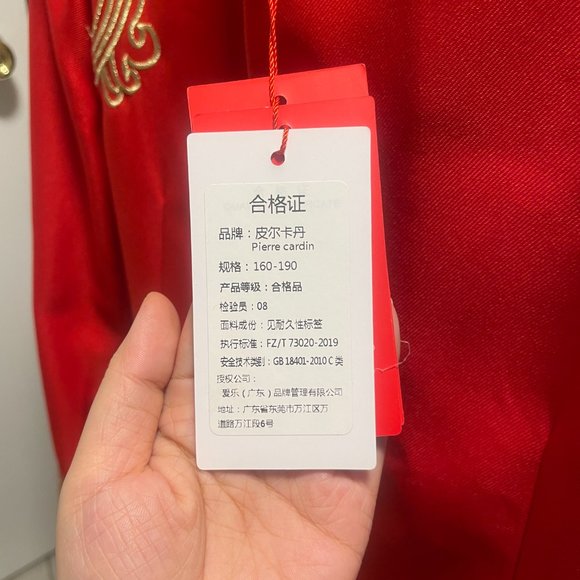 合格证
品牌：皮尔卡丹
Pierre cardin
规格：160-190
产品等级：合格品
检验员：08
面料成份：见耐久性标签
执行标准：FZ/T 73020-2019
安全技术类别：GB 18401-2010 C 类
授权公司：
爱乐（广东）品牌管理有限公司
地址：广东省东莞市万江区万
道路万江段6号